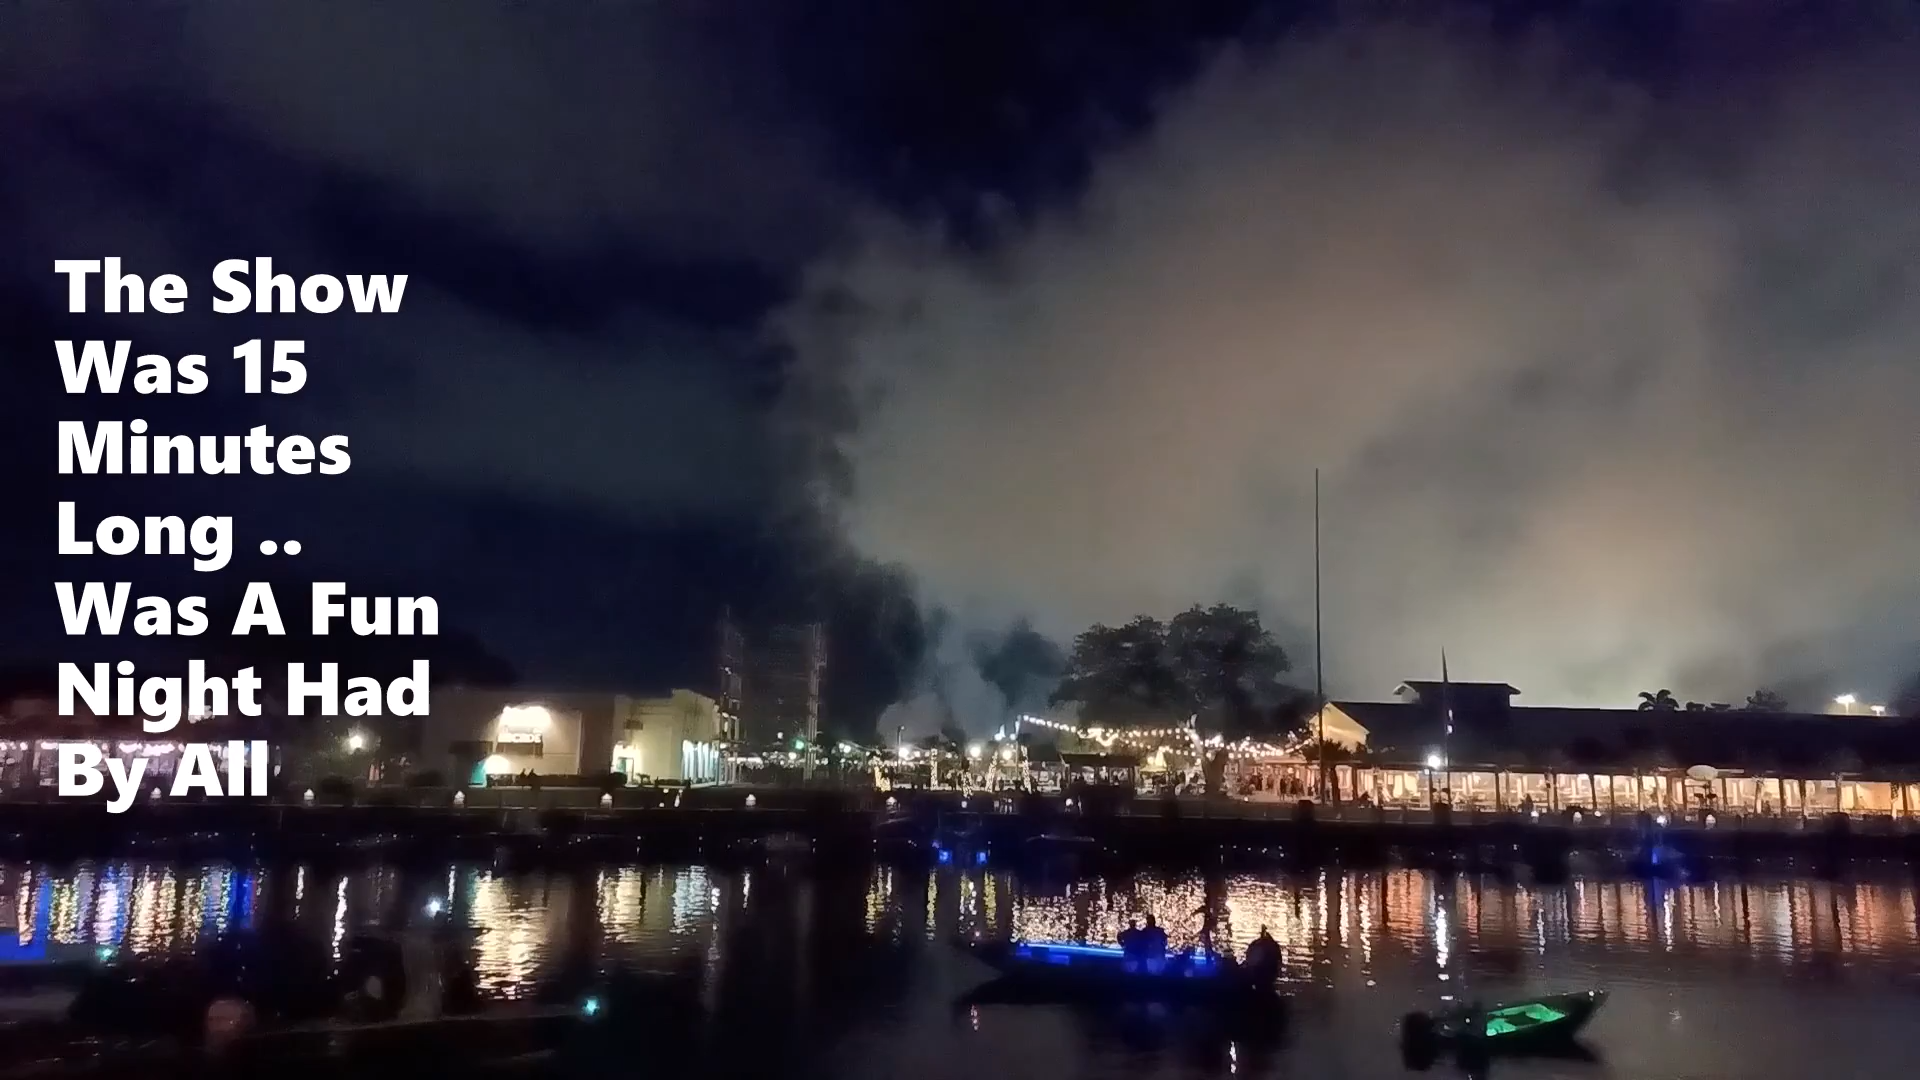 The Show
Was 15
Minutes
Long ..
Was A Fun
Night Had
By All